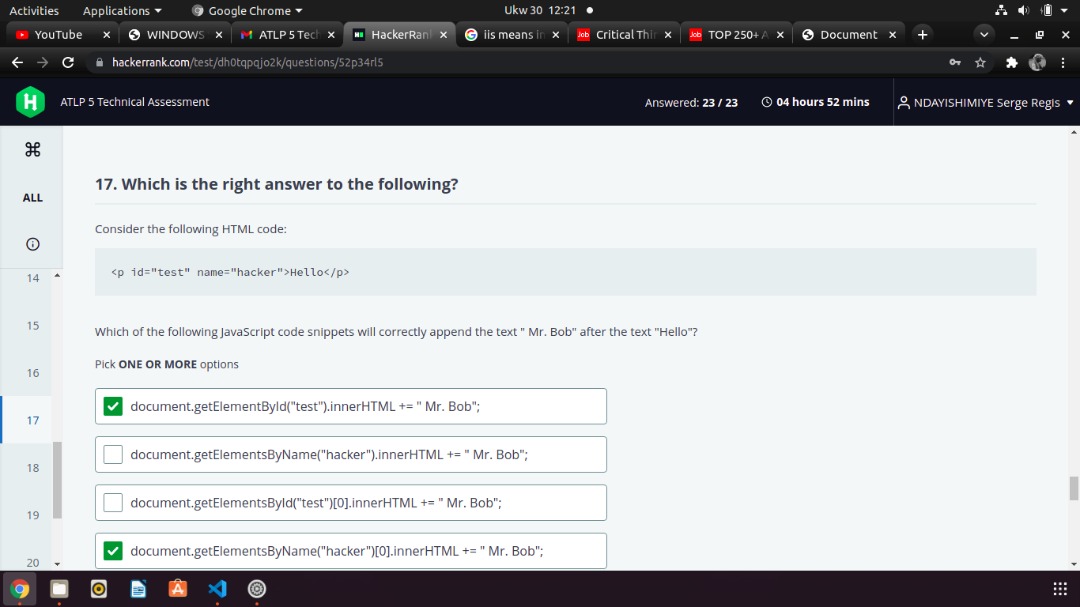 Activities Applications Google Chrome Ukw 30 12:21
YouTube WINDOWS ATLP 5 Tech HackerRan iis means in Critical Thin TOP 250+ A Document
hackerrank.com/test/dh0tqpqjo2k/questions/52p34rl5
H ATLP 5 Technical Assessment Answered: 23 / 23 04 hours 52 mins NDAYISHIMIYE Serge Regis
ALL
14
15
16
17
18
19
20
17. Which is the right answer to the following?
Consider the following HTML code:
<p id="test" name="hacker">Hello</p>
Which of the following JavaScript code snippets will correctly append the text " Mr. Bob" after the text "Hello"?
Pick ONE OR MORE options
document.getElementById("test").innerHTML += " Mr. Bob";
document.getElementsByName("hacker").innerHTML += " Mr. Bob";
document.getElementsById("test")[0].innerHTML += " Mr. Bob";
document.getElementsByName("hacker")[0].innerHTML += " Mr. Bob";